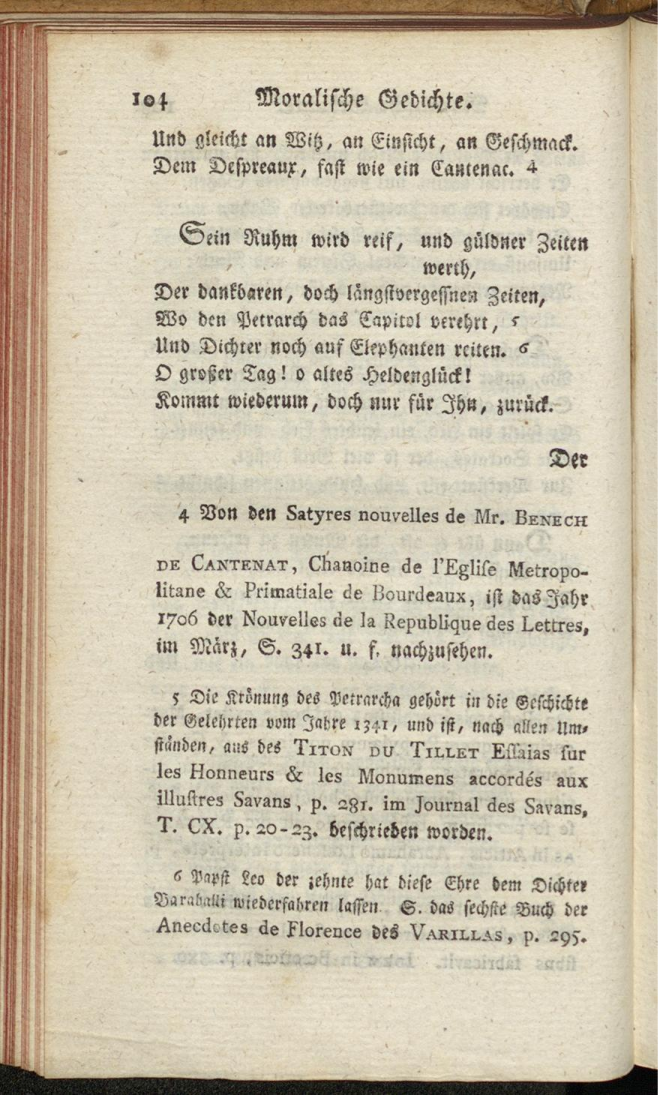 104 Moralische Gedichte.
Und gleicht an Witz, an Einsicht, an Geschmack.
Dem Despreaux, fast wie ein Cantenac. 4
Sein Ruhm wird reif, und güldner Zeiten
werth,
Der dankbaren, doch längstvergessnen Zeiten,
Wo den Petrarch das Capitol verehrt, 5
Und Dichter noch auf Elephanten reiten. 6
O großer Tag! o altes Heldenglück!
Kommt wiederum, doch nur für Ihn, zurück.
Der
4 Von den Satyres nouvelles de Mr. BENECH
DE CANTENAT, Chanoine de l'Eglise Metropo-
litane & Primatiale de Bourdeaux, ist das Jahr
1706 der Nouvelles de la Republique des Lettres,
im März, S. 341. u. f. nachzusehen.
5 Die Krönung des Petrarcha gehört in die Geschichte
der Gelehrten vom Jahre 1341, und ist, nach allen Um-
ständen, aus des TITON DU TILLET Essaias sur
les Honneurs & les Monumens accordés aux
illustres Savans, p. 281. im Journal des Savans,
T. CX. p. 20-23. beschrieben worden.
6 Papst Leo der zehnte hat diese Ehre dem Dichter
Baraballi wiederfahren lassen. S. das sechste Buch der
Anecdotes de Florence des VARILLAS, p. 295.